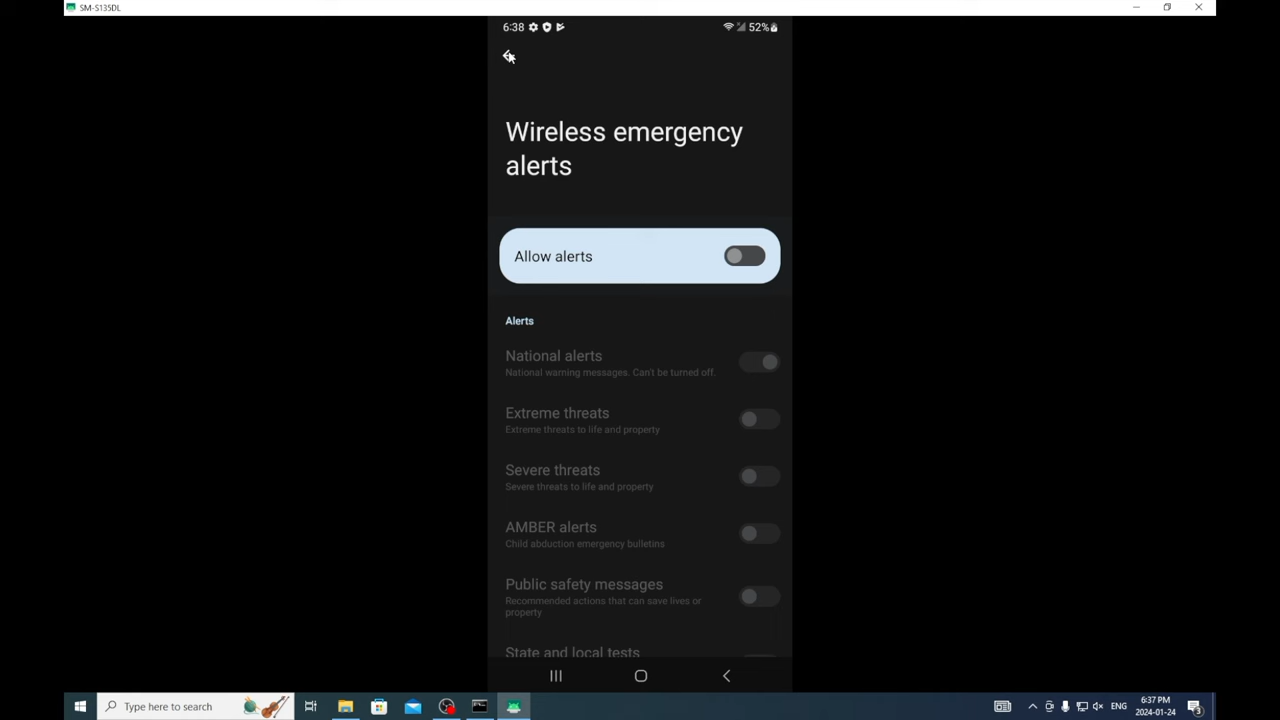 SM-S135DL
6:38
52%
Wireless emergency
alerts
Allow alerts
Alerts
National alerts
National warning messages. Can't be turned off.
Extreme threats
Extreme threats to life and property
Severe threats
Severe threats to life and property
AMBER alerts
Child abduction emergency bulletins
Public safety messages
Recommended actions that can save lives or
property
State and local tests
Type here to search
ENG
6:37 PM
2024-01-24
3